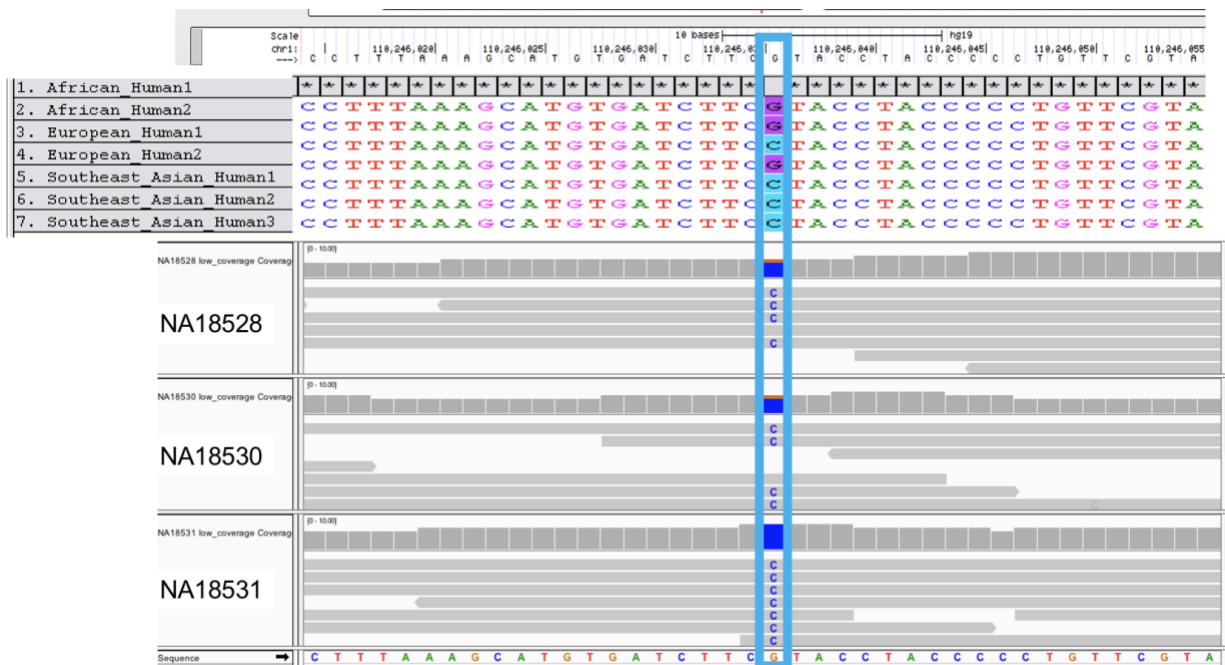 Scale 10 bases hg19
chr1: 110,246,020 110,246,025 110,246,030 110,246,03 110,246,040 110,246,045 110,246,050 110,246,055
---> C C T T T A A A G C A T G T G A T C T T C G T A C C T A C C C C C T G T T C G T A
* * * * * * * * * * * * * * * * * * * * * * * * * * * * * * * * * * * * * * * * *
1. African_Human1 C C T T T A A A G C A T G T G A T C T T C G T A C C T A C C C C C T G T T C G T A
2. African_Human2 C C T T T A A A G C A T G T G A T C T T C G T A C C T A C C C C C T G T T C G T A
3. European_Human1 C C T T T A A A G C A T G T G A T C T T C C T A C C T A C C C C C T G T T C G T A
4. European_Human2 C C T T T A A A G C A T G T G A T C T T C G T A C C T A C C C C C T G T T C G T A
5. Southeast_Asian_Human1 C C T T T A A A G C A T G T G A T C T T C C T A C C T A C C C C C T G T T C G T A
6. Southeast_Asian_Human2 C C T T T A A A G C A T G T G A T C T T C C T A C C T A C C C C C T G T T C G T A
7. Southeast_Asian_Human3 C C T T T A A A G C A T G T G A T C T T C C T A C C T A C C C C C T G T T C G T A
[0 - 10.00]
NA18528 low_coverage Coverag
NA18528
C
C
C
C
[0 - 10.00]
NA18530 low_coverage Coverag
NA18530
C
C
C
C C
[0 - 10.00]
NA18531 low_coverage Coverag
NA18531
C
C
C
C
C
C
C
Sequence C T T T A A A G C A T G T G A T C T T C G T A C C T A C C C C C T G T T C G T A